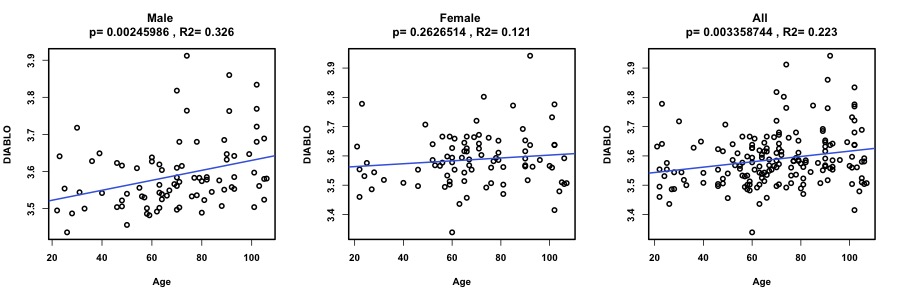 Male
p= 0.00245986 , R2= 0.326
DIABLO
3.9
3.8
3.7
3.6
3.5
20 40 60 80 100
Age
Female
p= 0.2626514 , R2= 0.121
DIABLO
3.9
3.8
3.7
3.6
3.5
3.4
20 40 60 80 100
Age
All
p= 0.003358744 , R2= 0.223
DIABLO
3.9
3.8
3.7
3.6
3.5
3.4
20 40 60 80 100
Age